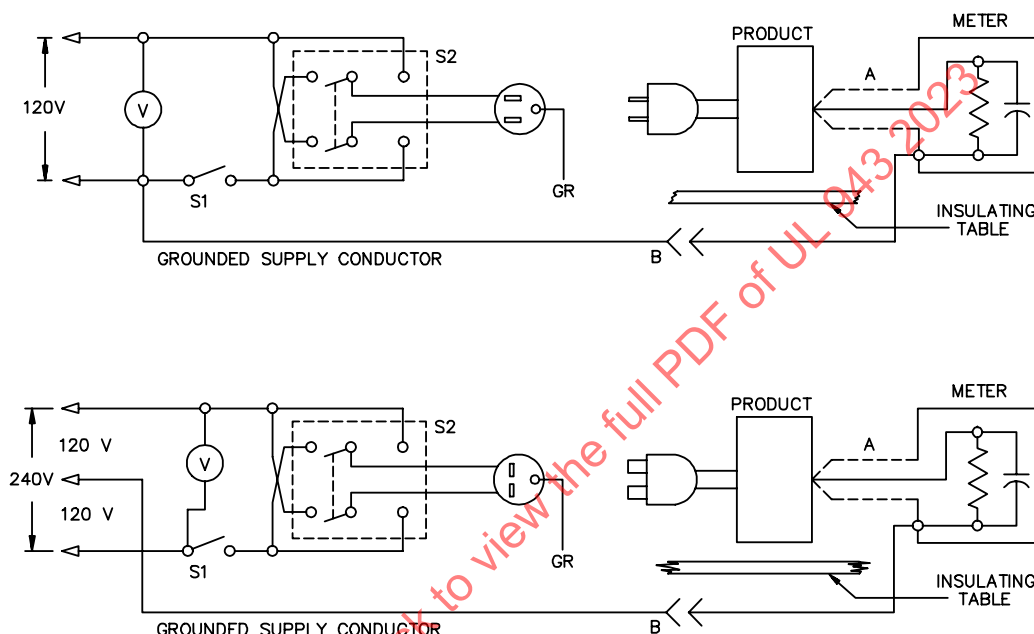 METER
PRODUCT
S2
A
120V
V
S1
GR
INSULATING
TABLE
GROUNDED SUPPLY CONDUCTOR
B
METER
PRODUCT
S2
A
120 V
V
240V
120 V
S1
GR
INSULATING
TABLE
GROUNDED SUPPLY CONDUCTOR
B
k to view the full PDF of UL 943 2023